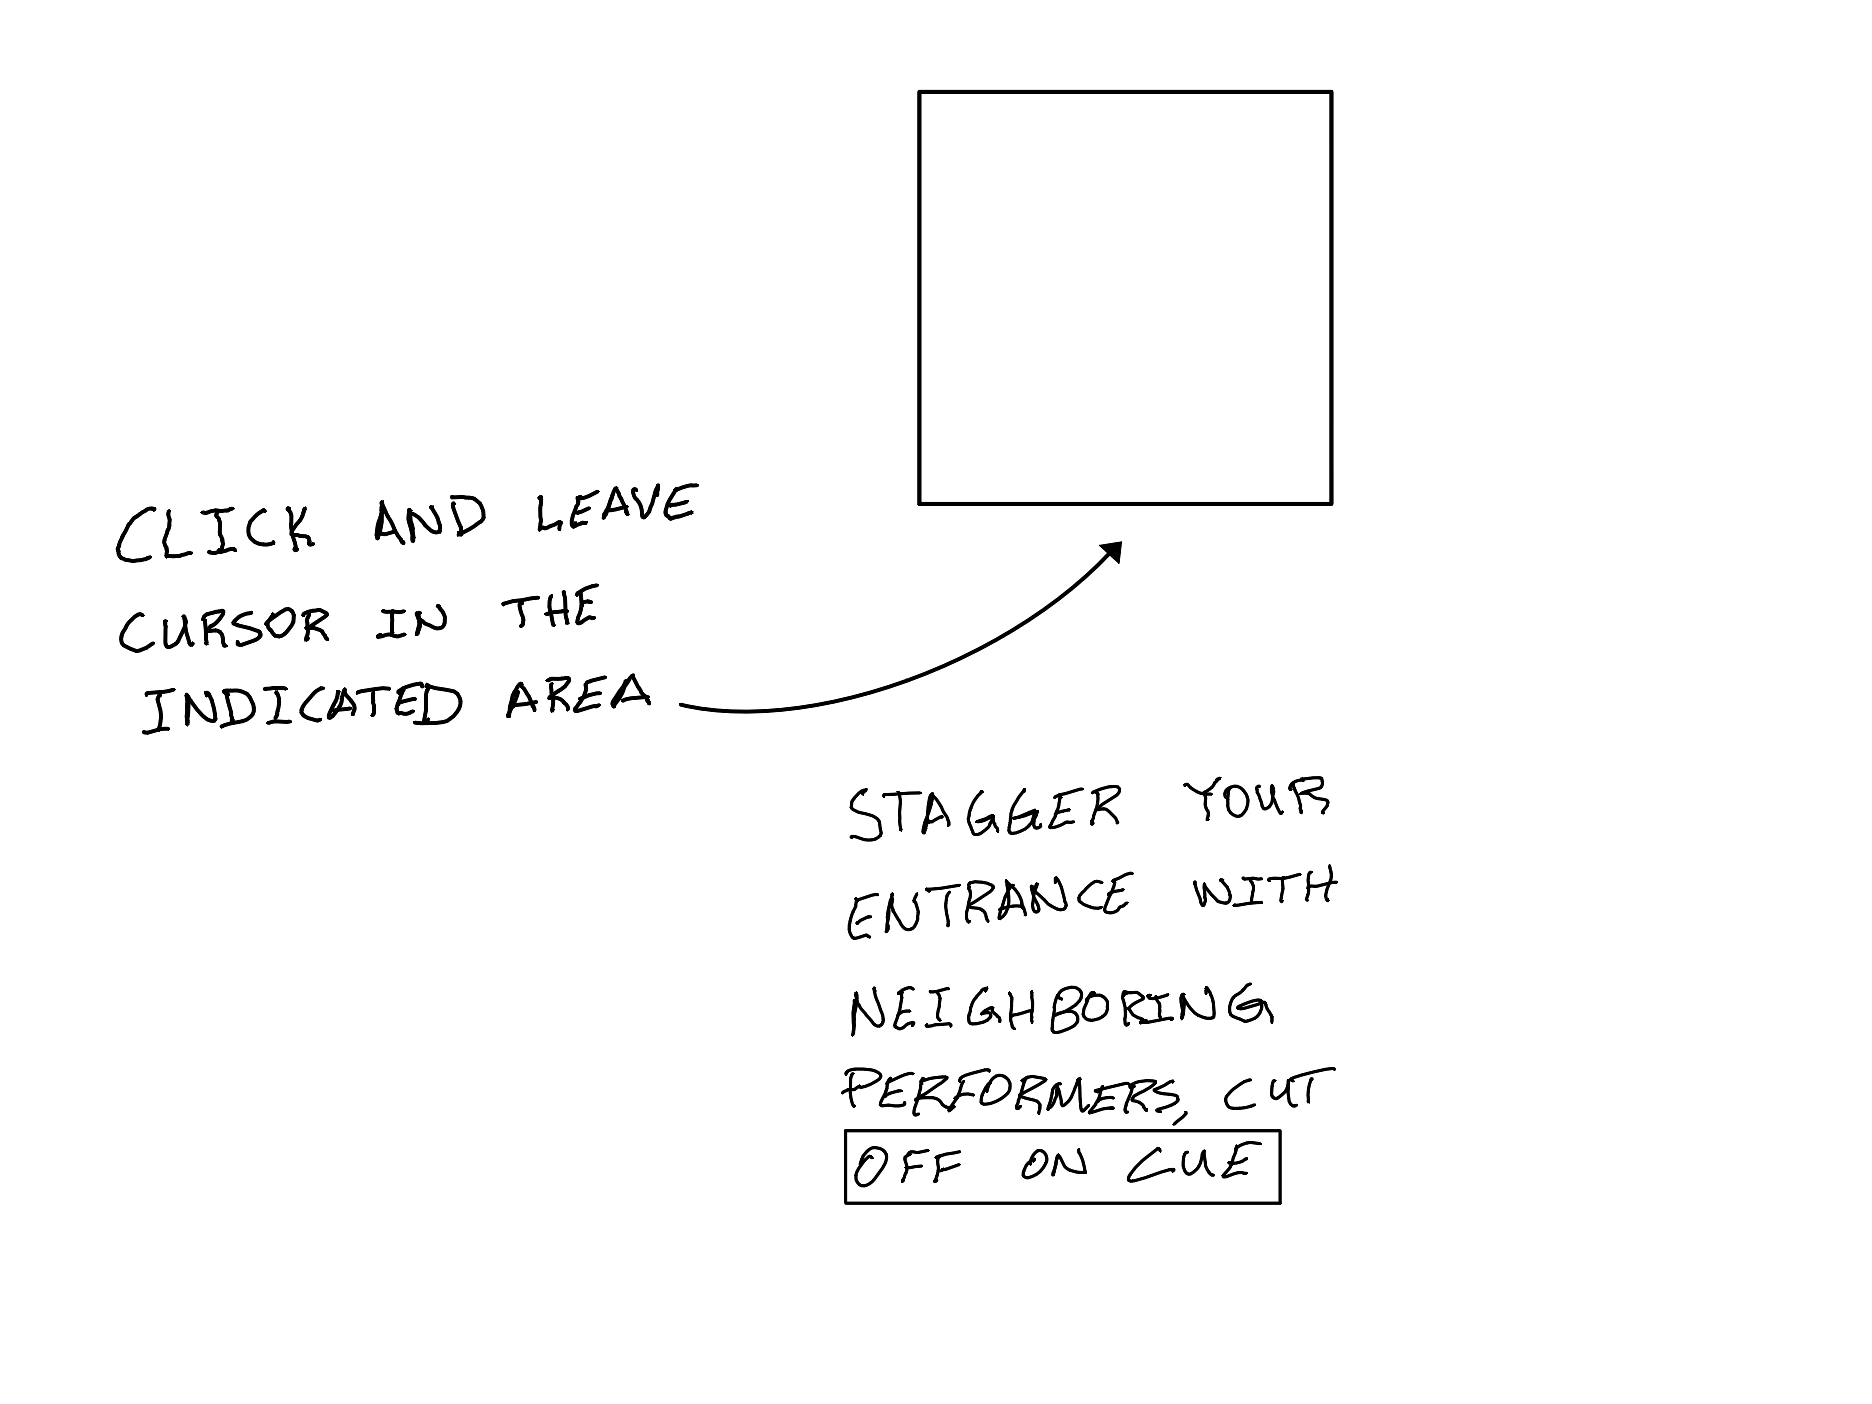 CLICK AND LEAVE
CURSOR IN THE
INDICATED AREA
STAGGER YOUR
ENTRANCE WITH
NEIGHBORING
PERFORMERS, CUT
OFF ON CUE